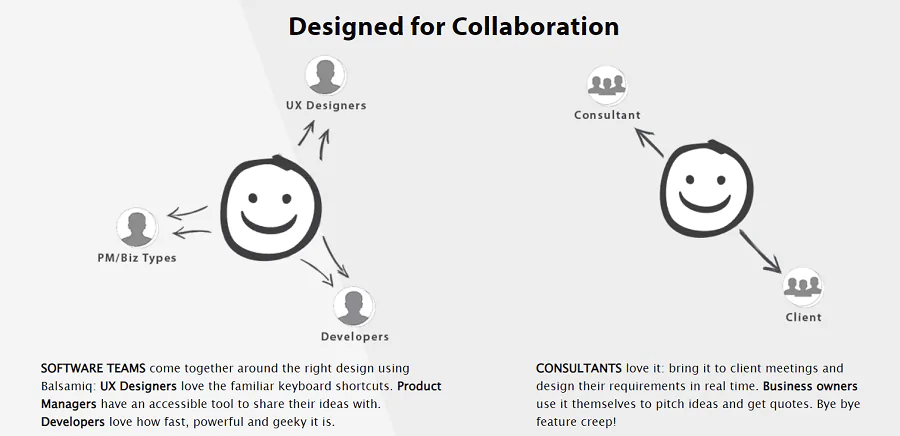 Designed for Collaboration
UX Designers
PM/Biz Types
Developers
SOFTWARE TEAMS come together around the right design using
Balsamiq: UX Designers love the familiar keyboard shortcuts. Product
Managers have an accessible tool to share their ideas with.
Developers love how fast, powerful and geeky it is.
Consultant
Client
CONSULTANTS love it: bring it to client meetings and
design their requirements in real time. Business owners
use it themselves to pitch ideas and get quotes. Bye bye
feature creep!